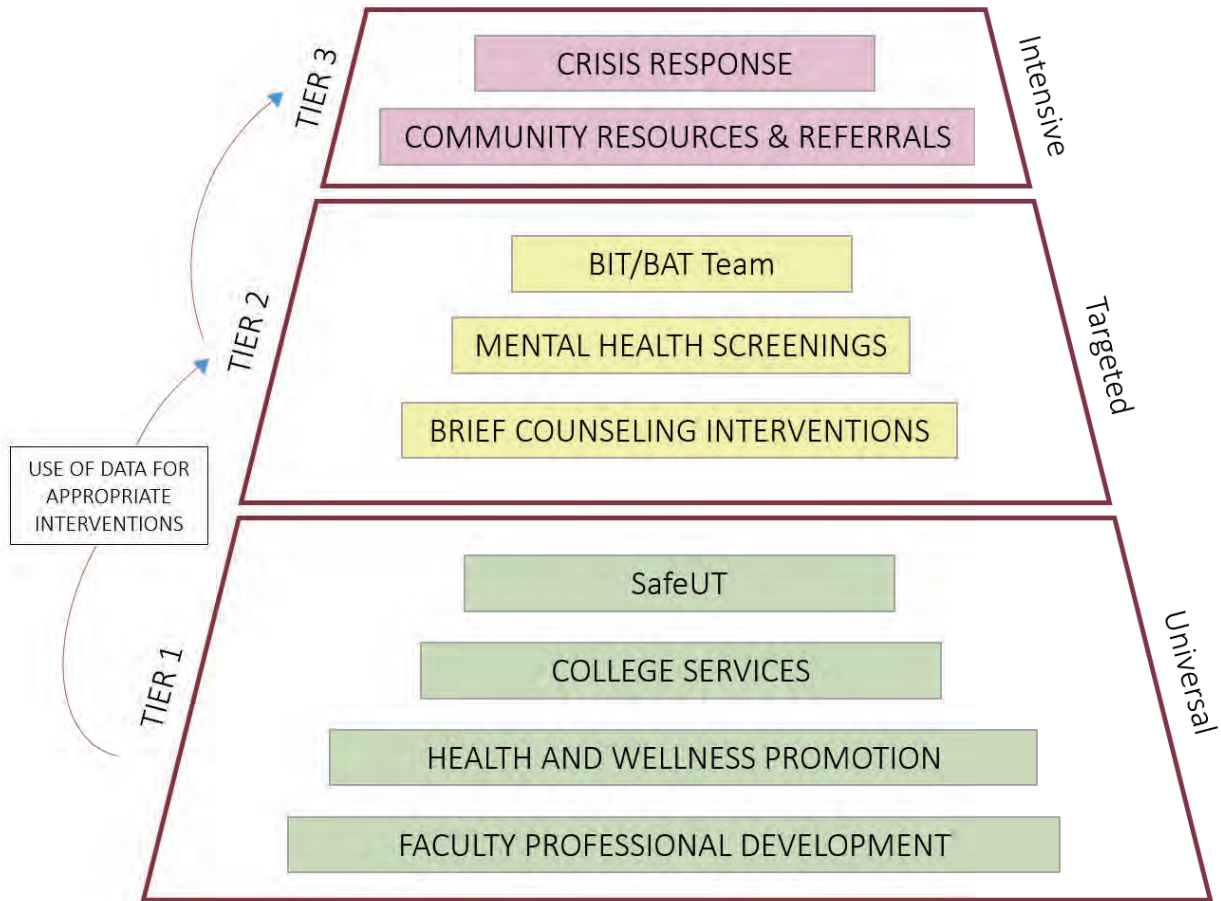 TIER 3
CRISIS RESPONSE
COMMUNITY RESOURCES & REFERRALS
Intensive
TIER 2
BIT/BAT Team
MENTAL HEALTH SCREENINGS
BRIEF COUNSELING INTERVENTIONS
Targeted
USE OF DATA FOR
APPROPRIATE
INTERVENTIONS
TIER 1
SafeUT
COLLEGE SERVICES
HEALTH AND WELLNESS PROMOTION
FACULTY PROFESSIONAL DEVELOPMENT
Universal